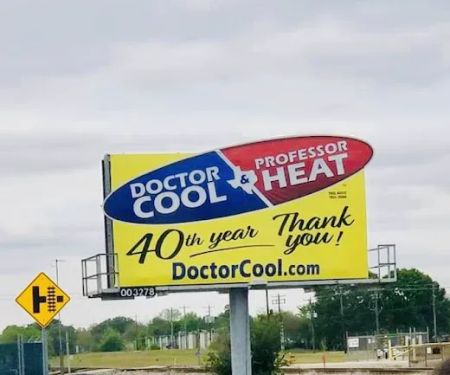 DOCTOR
COOL
&
PROFESSOR
HEAT
40th year Thank
you!
DoctorCool.com
003278